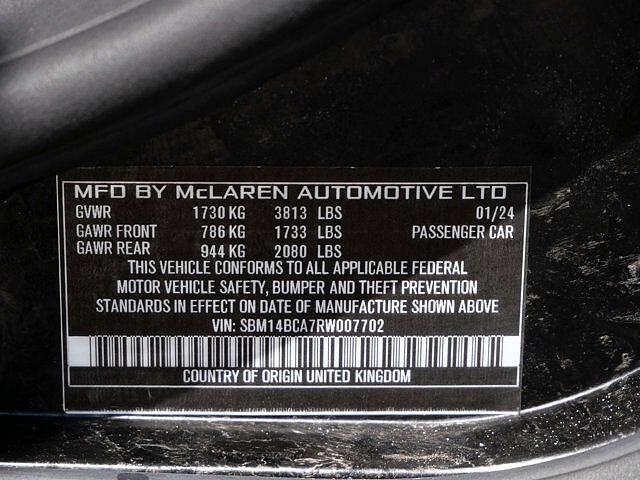 MFD BY McLAREN AUTOMOTIVE LTD
GVWR 1730 KG 3813 LBS 01/24
GAWR FRONT 786 KG 1733 LBS PASSENGER CAR
GAWR REAR 944 KG 2080 LBS
THIS VEHICLE CONFORMS TO ALL APPLICABLE FEDERAL
MOTOR VEHICLE SAFETY, BUMPER AND THEFT PREVENTION
STANDARDS IN EFFECT ON DATE OF MANUFACTURE SHOWN ABOVE
VIN: SBM14BCA7RW007702
COUNTRY OF ORIGIN UNITED KINGDOM